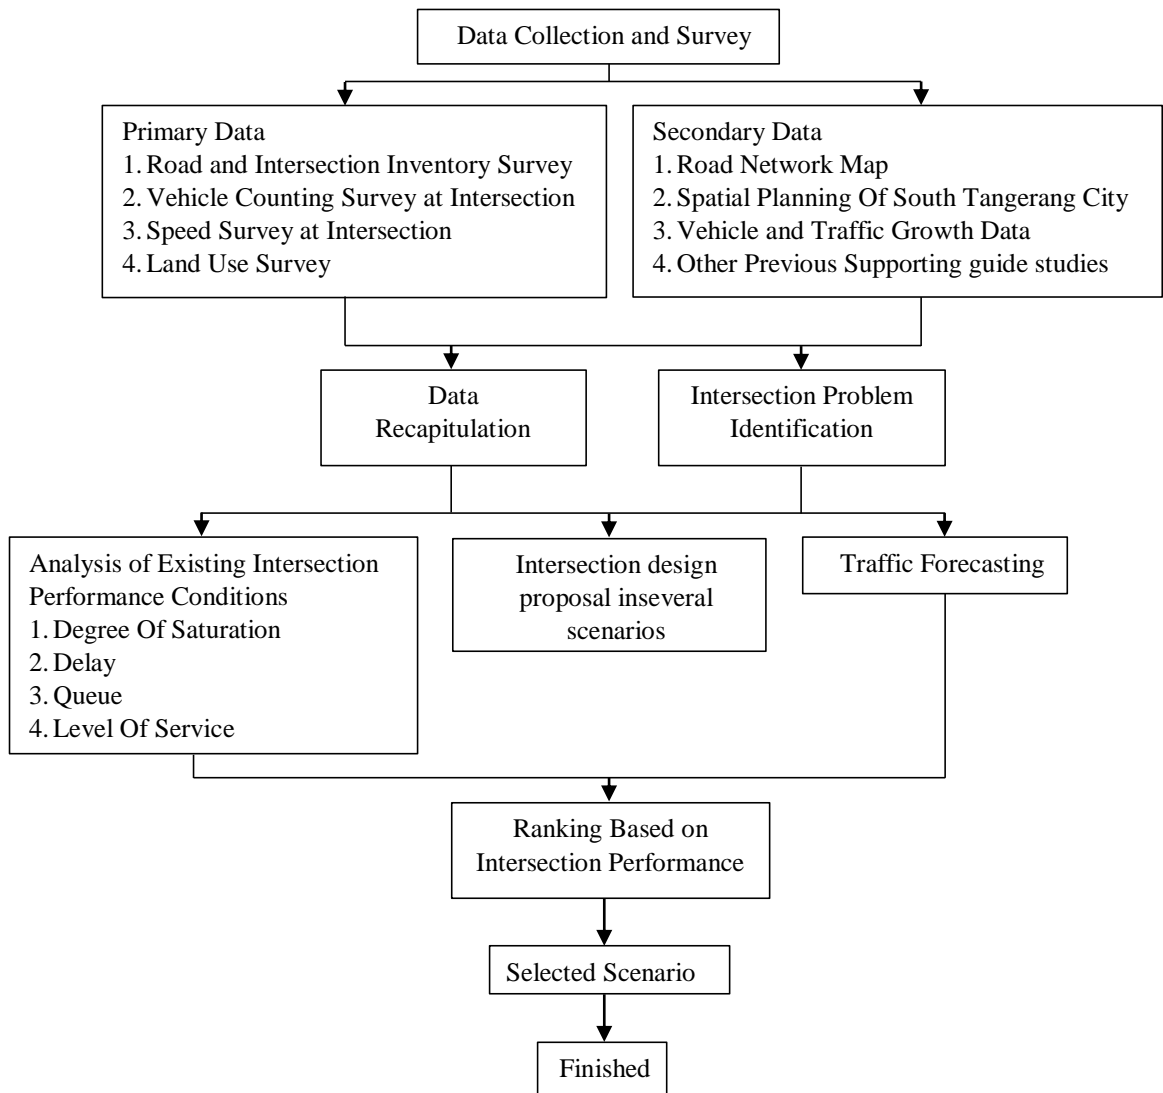 Data Collection and Survey
Primary Data
1. Road and Intersection Inventory Survey
2. Vehicle Counting Survey at Intersection
3. Speed Survey at Intersection
4. Land Use Survey
Secondary Data
1. Road Network Map
2. Spatial Planning Of South Tangerang City
3. Vehicle and Traffic Growth Data
4. Other Previous Supporting guide studies
Data
Recapitulation
Intersection Problem
Identification
Analysis of Existing Intersection
Performance Conditions
1. Degree Of Saturation
2. Delay
3. Queue
4. Level Of Service
Intersection design
proposal inseveral
scenarios
Traffic Forecasting
Ranking Based on
Intersection Performance
Selected Scenario
Finished